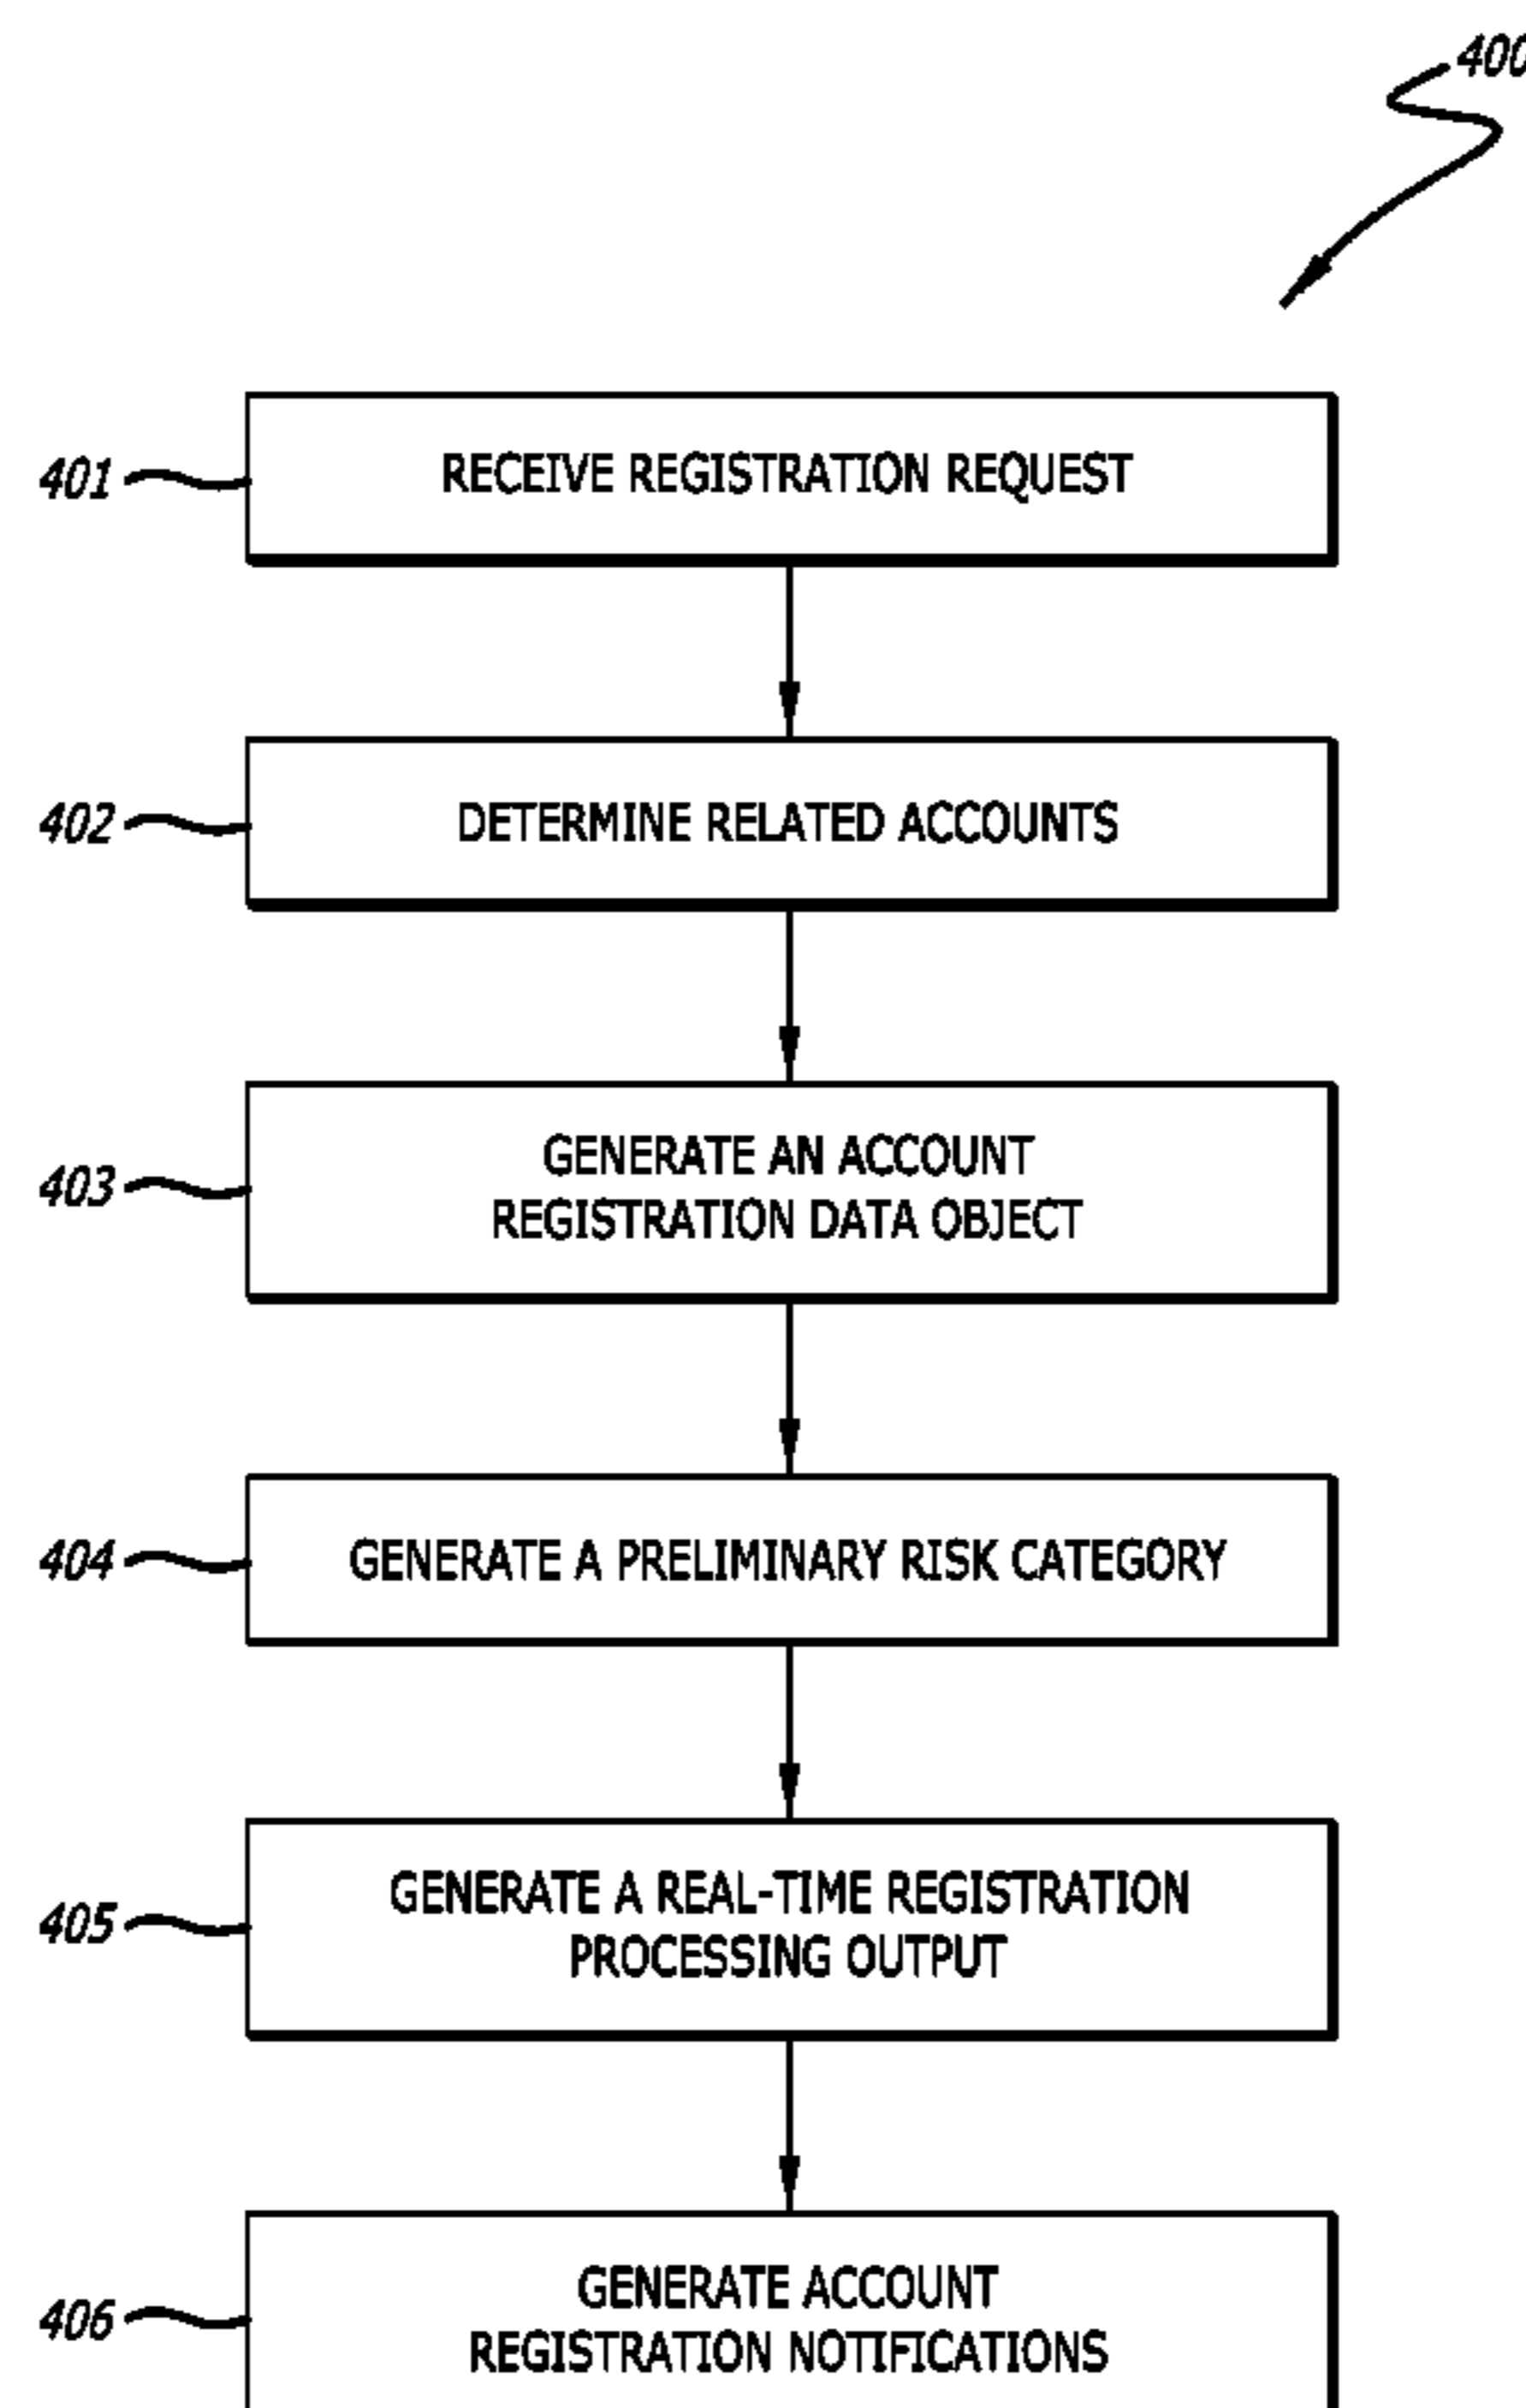 400
401
RECEIVE REGISTRATION REQUEST
402
DETERMINE RELATED ACCOUNTS
403
GENERATE AN ACCOUNT
REGISTRATION DATA OBJECT
404
GENERATE A PRELIMINARY RISK CATEGORY
405
GENERATE A REAL-TIME REGISTRATION
PROCESSING OUTPUT
406
GENERATE ACCOUNT
REGISTRATION NOTIFICATIONS